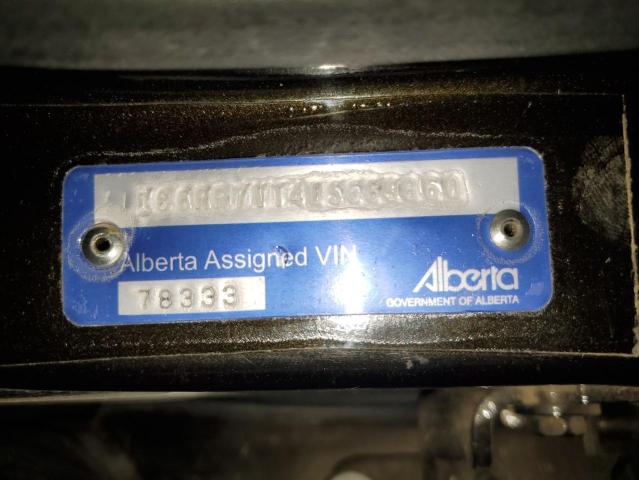 Alberta Assigned VIN
78333
Alberta
GOVERNMENT OF ALBERTA